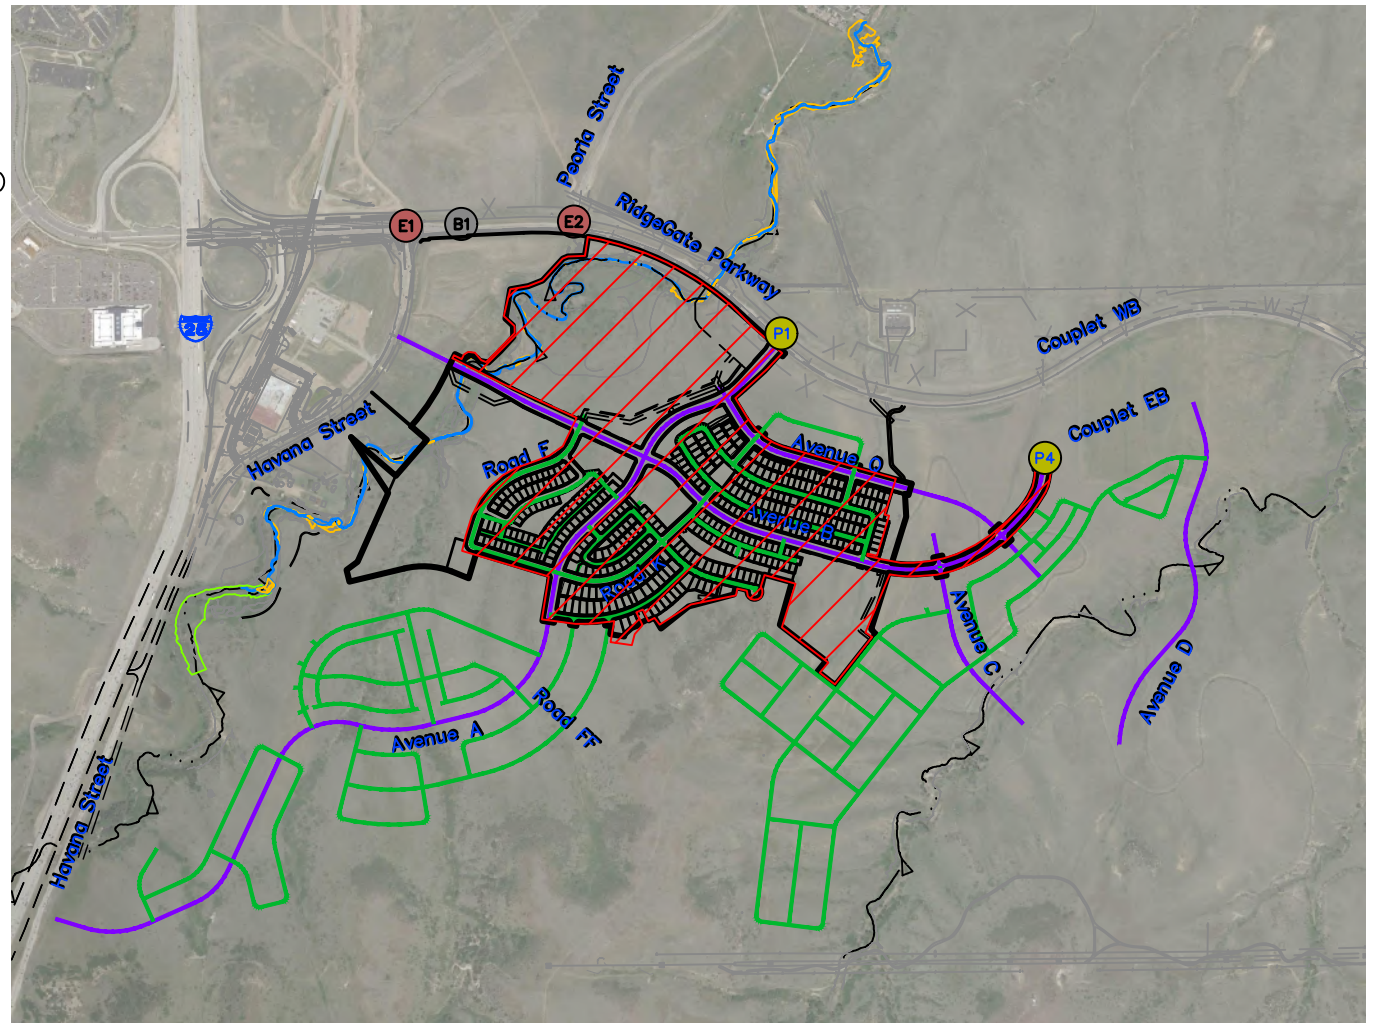 Peoria Street
RidgeGate Parkway
E1
B1
E2
P1
Couplet WB
Couplet EB
Havana Street
Road F
Avenue O
P4
Avenue B
Road K
Avenue C
Avenue D
Road FF
Avenue A
Havana Street